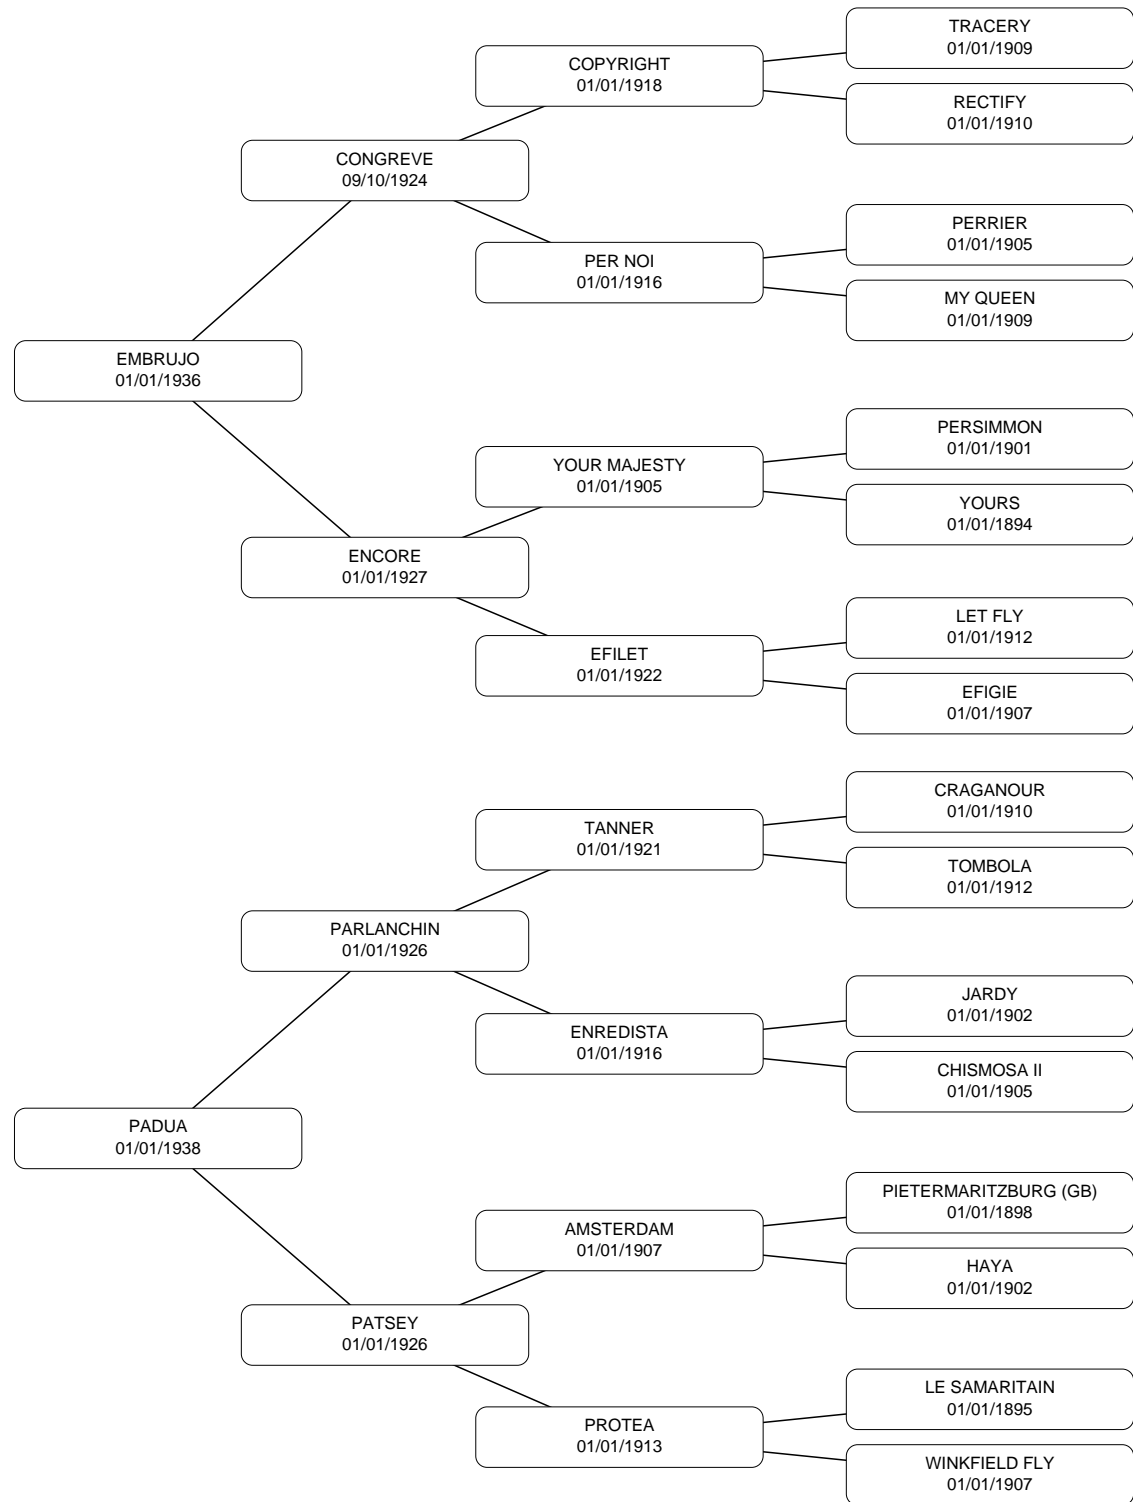 TRACERY
01/01/1909
COPYRIGHT
01/01/1918
RECTIFY
01/01/1910
CONGREVE
09/10/1924
PERRIER
01/01/1905
PER NOI
01/01/1916
MY QUEEN
01/01/1909
EMBRUJO
01/01/1936
PERSIMMON
01/01/1901
YOUR MAJESTY
01/01/1905
YOURS
01/01/1894
ENCORE
01/01/1927
LET FLY
01/01/1912
EFILET
01/01/1922
EFIGIE
01/01/1907
CRAGANOUR
01/01/1910
TANNER
01/01/1921
TOMBOLA
01/01/1912
PARLANCHIN
01/01/1926
JARDY
01/01/1902
ENREDISTA
01/01/1916
CHISMOSA II
01/01/1905
PADUA
01/01/1938
PIETERMARITZBURG (GB)
01/01/1898
AMSTERDAM
01/01/1907
HAYA
01/01/1902
PATSEY
01/01/1926
LE SAMARITAIN
01/01/1895
PROTEA
01/01/1913
WINKFIELD FLY
01/01/1907